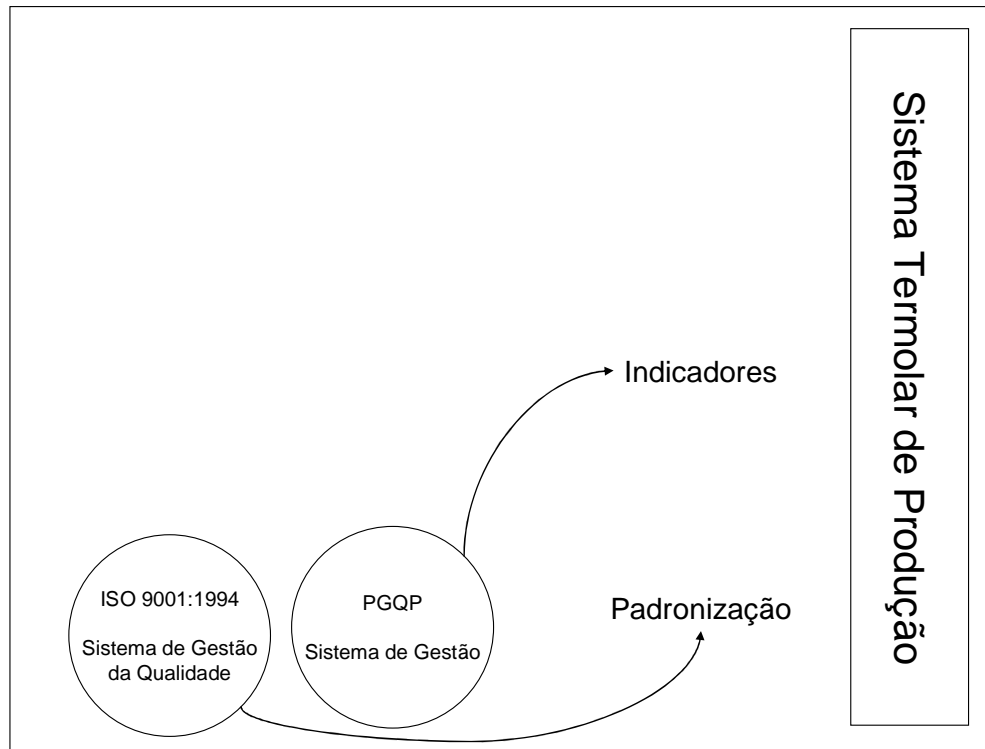 Sistema Termolar de Produção
Indicadores
Padronização
ISO 9001:1994
Sistema de Gestão
da Qualidade
PGQP
Sistema de Gestão